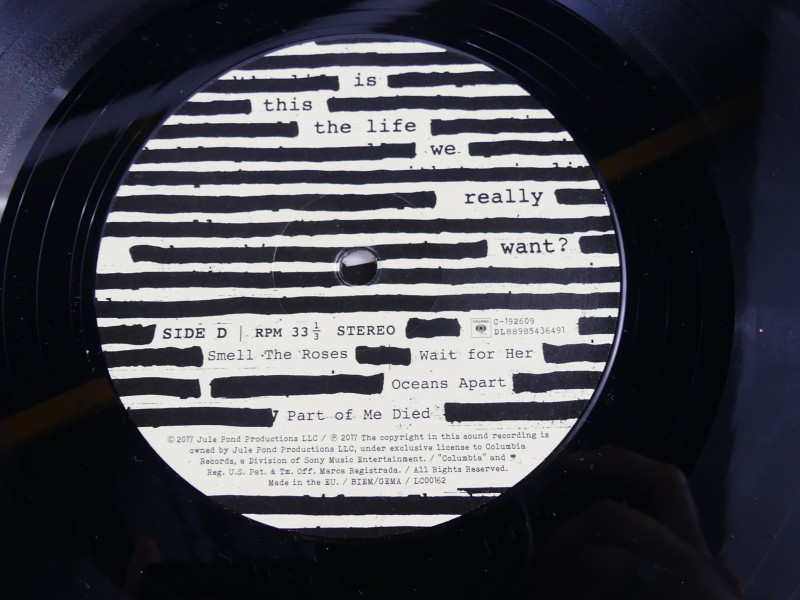 is
this
the life
we
really
want?
SIDE D | RPM 33 1/3 STEREO C-192609
DL88985436491
Smell The Roses Wait for Her
Oceans Apart
Part of Me Died
© 2017 Jule Pond Productions LLC / ℗ 2017 The copyright in this sound recording is
owned by Jule Pond Productions LLC, under exclusive license to Columbia
Records, a Division of Sony Music Entertainment. / "Columbia" and
Reg. U.S. Pat. & Tm. Off. Marca Registrada. / All Rights Reserved.
Made in the EU. / BIEM/GEMA / LC00162